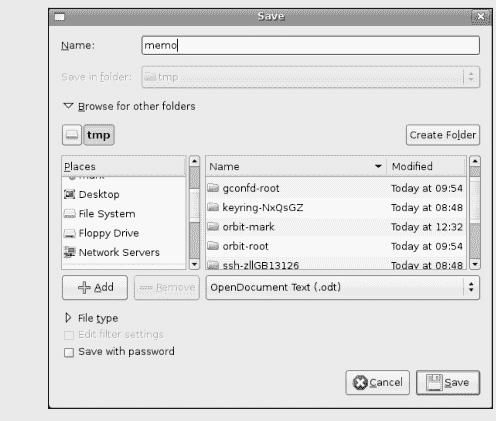 Save
Name: memo
Save in folder: tmp
Browse for other folders
tmp Create Folder
Places
Desktop
File System
Floppy Drive
Network Servers
Name Modified
gconfd-root Today at 09:54
keyring-NxQsGZ Today at 08:48
orbit-mark Today at 12:32
orbit-root Today at 09:54
ssh-zllGB13126 Today at 08:48
Add Remove OpenDocument Text (.odt)
File type
Edit filter settings
Save with password
Cancel Save